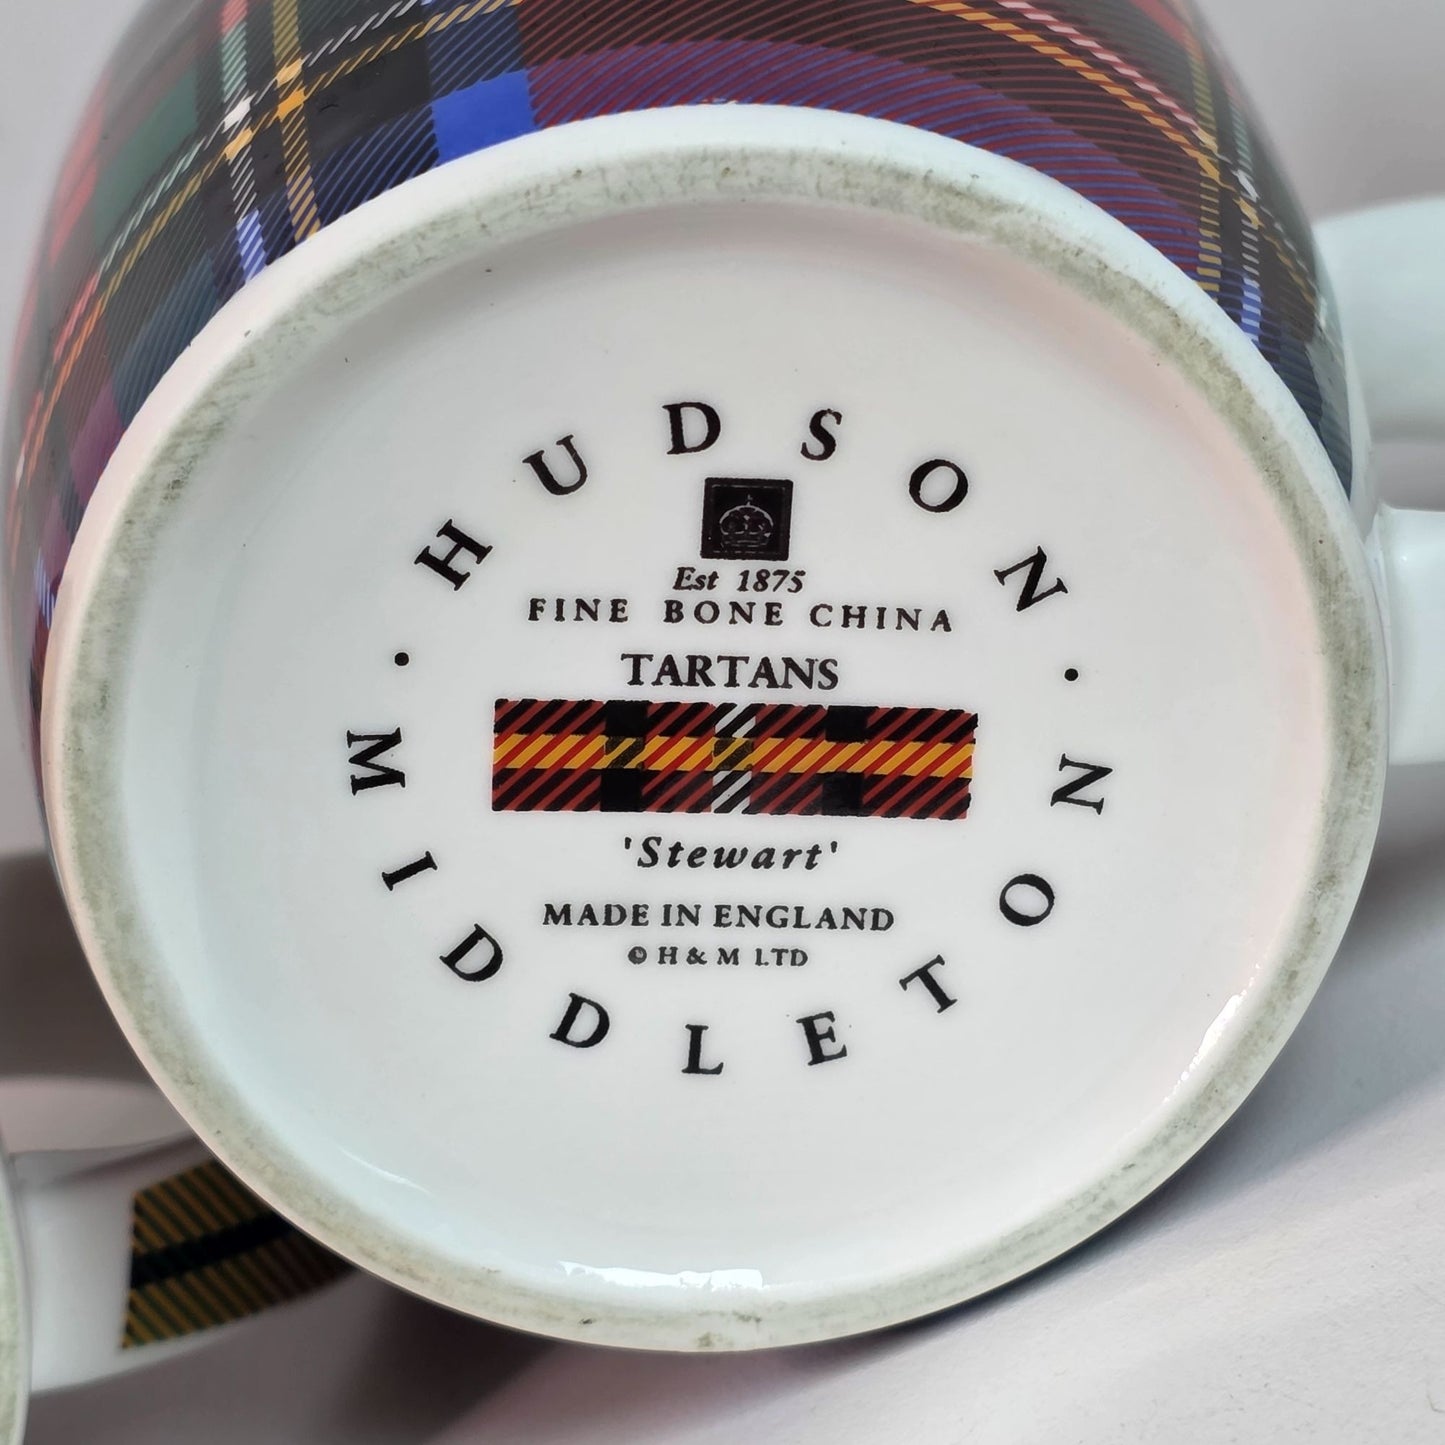 · HUDSON ·
Est 1875
FINE BONE CHINA
TARTANS
'Stewart'
MADE IN ENGLAND
© H & M LTD
MIDDLETON